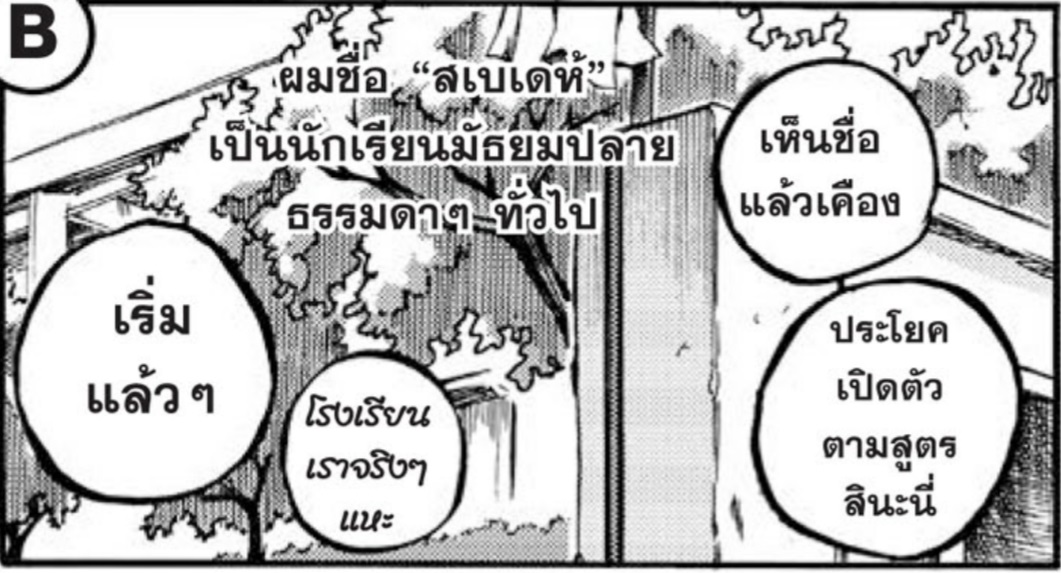 B
ผมชื่อ “สเบเดห้”
เป็นนักเรียนมัธยมปลาย
ธรรมดาๆ ทั่วไป
เห็นชื่อ
แล้วเคือง
เริ่ม
แล้วๆ
โรงเรียน
เราจริงๆ
แหะ
ประโยค
เปิดตัว
ตามสูตร
สินะนี่